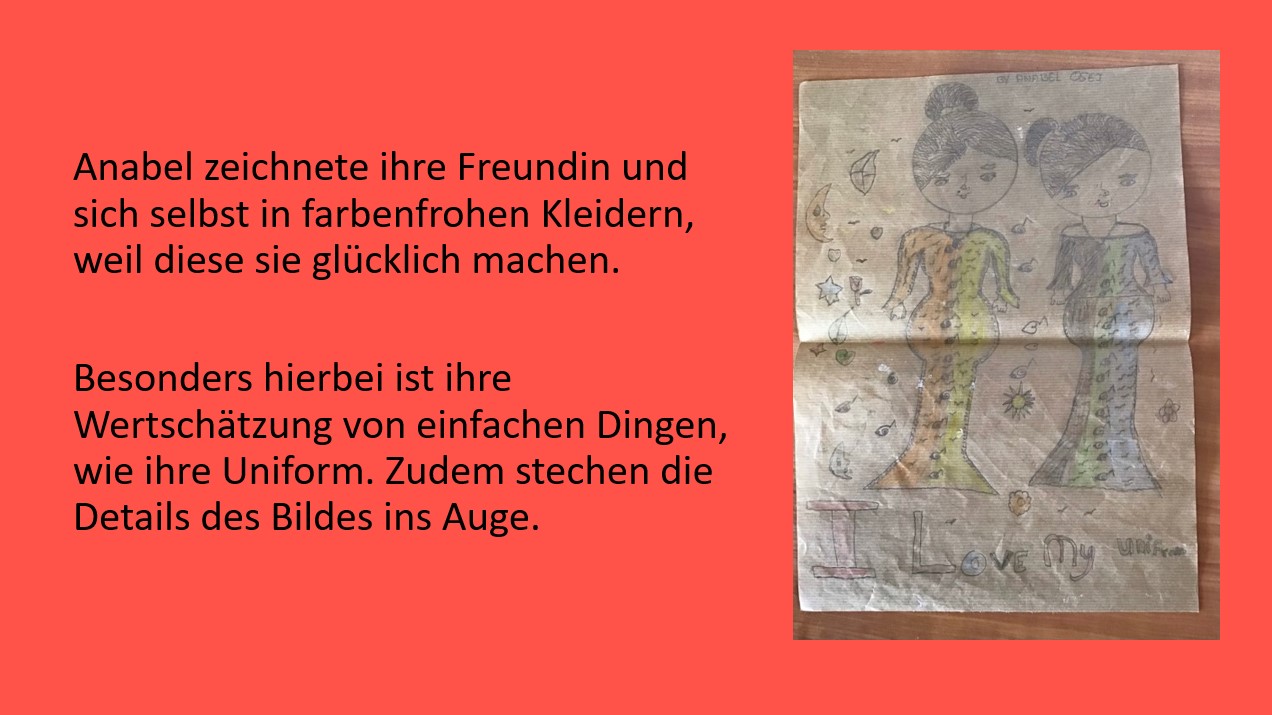 Anabel zeichnete ihre Freundin und
sich selbst in farbenfrohen Kleidern,
weil diese sie glücklich machen.
Besonders hierbei ist ihre
Wertschätzung von einfachen Dingen,
wie ihre Uniform. Zudem stechen die
Details des Bildes ins Auge.
BY ANABEL OSEI
I LOVE My